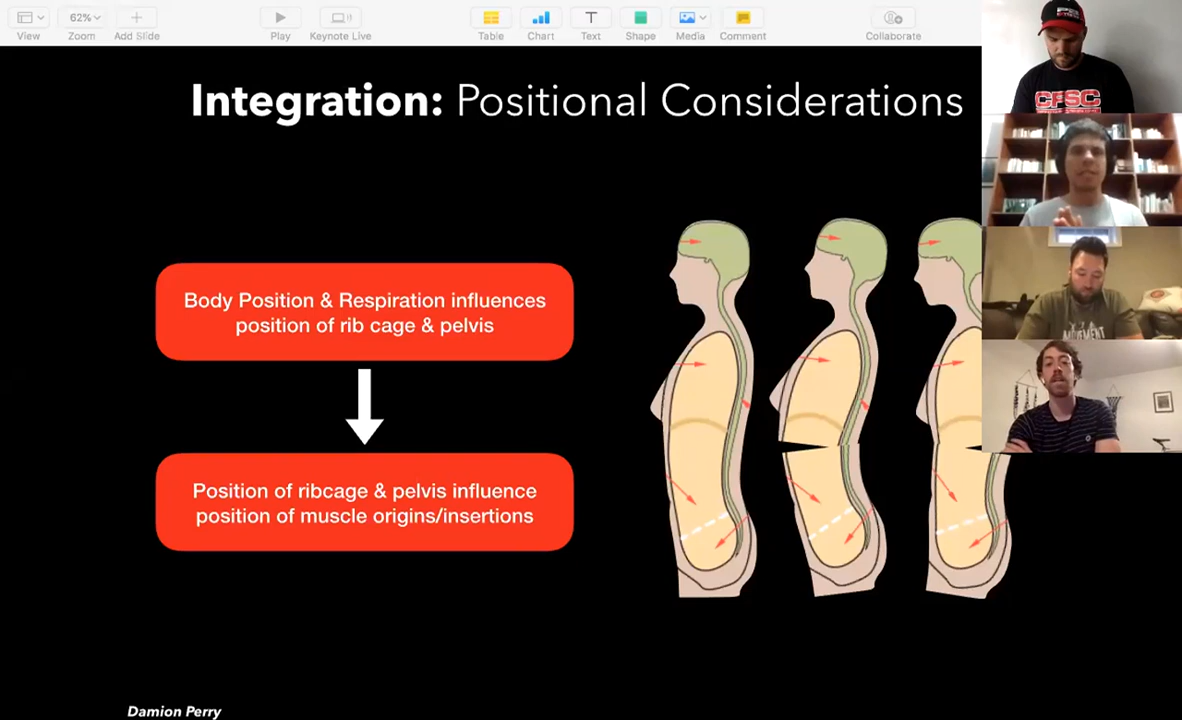 View
62%
Zoom
Add Slide
Play
Keynote Live
Table
Chart
Text
Shape
Media
Comment
Collaborate
Integration: Positional Considerations
Body Position & Respiration influences
position of rib cage & pelvis
Position of ribcage & pelvis influence
position of muscle origins/insertions
Damion Perry
CFSC
MOVEMENT